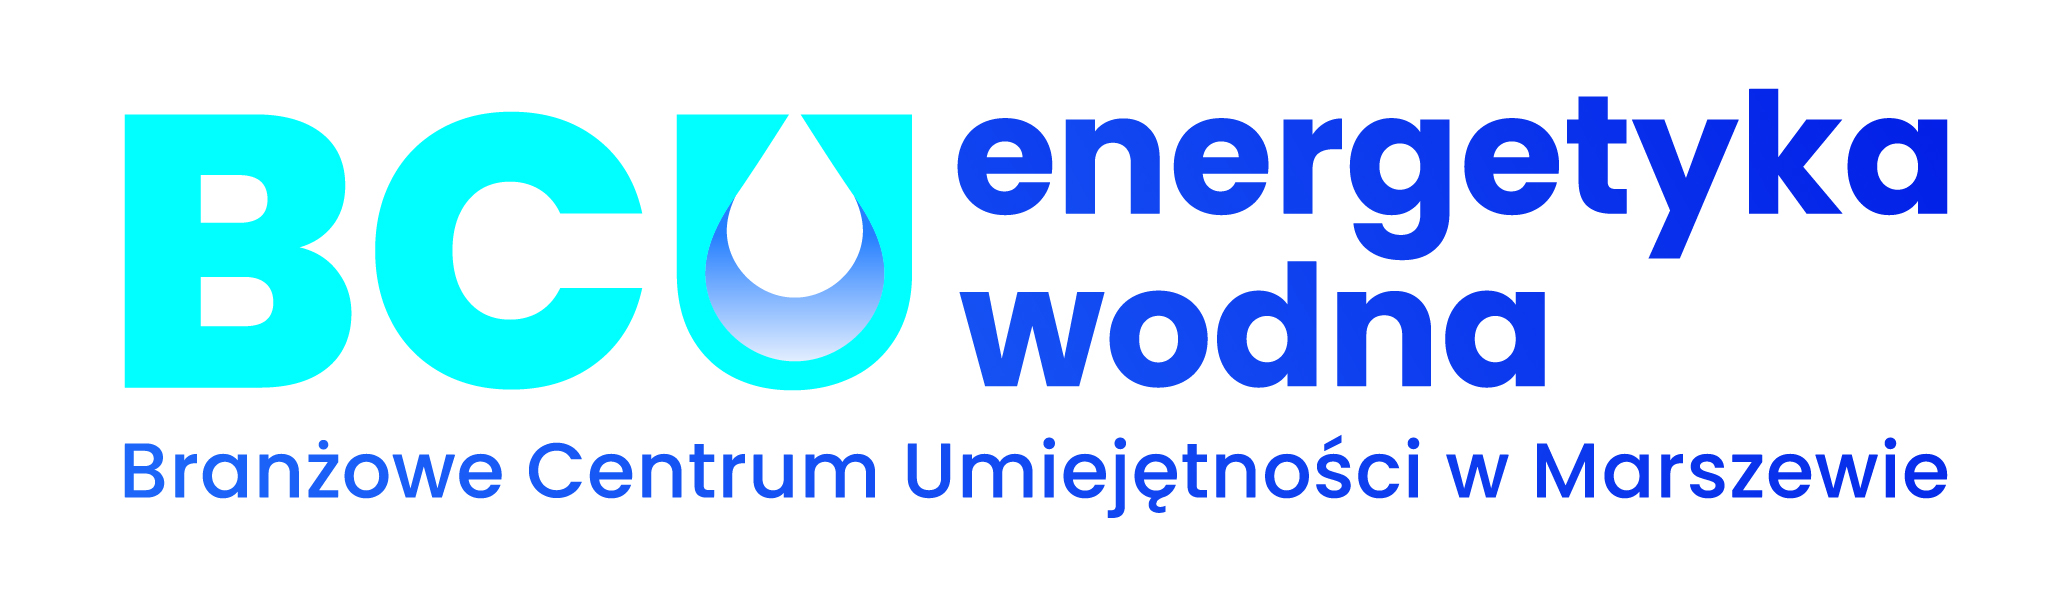 BCU energetyka
wodna
Branżowe Centrum Umiejętności w Marszewie